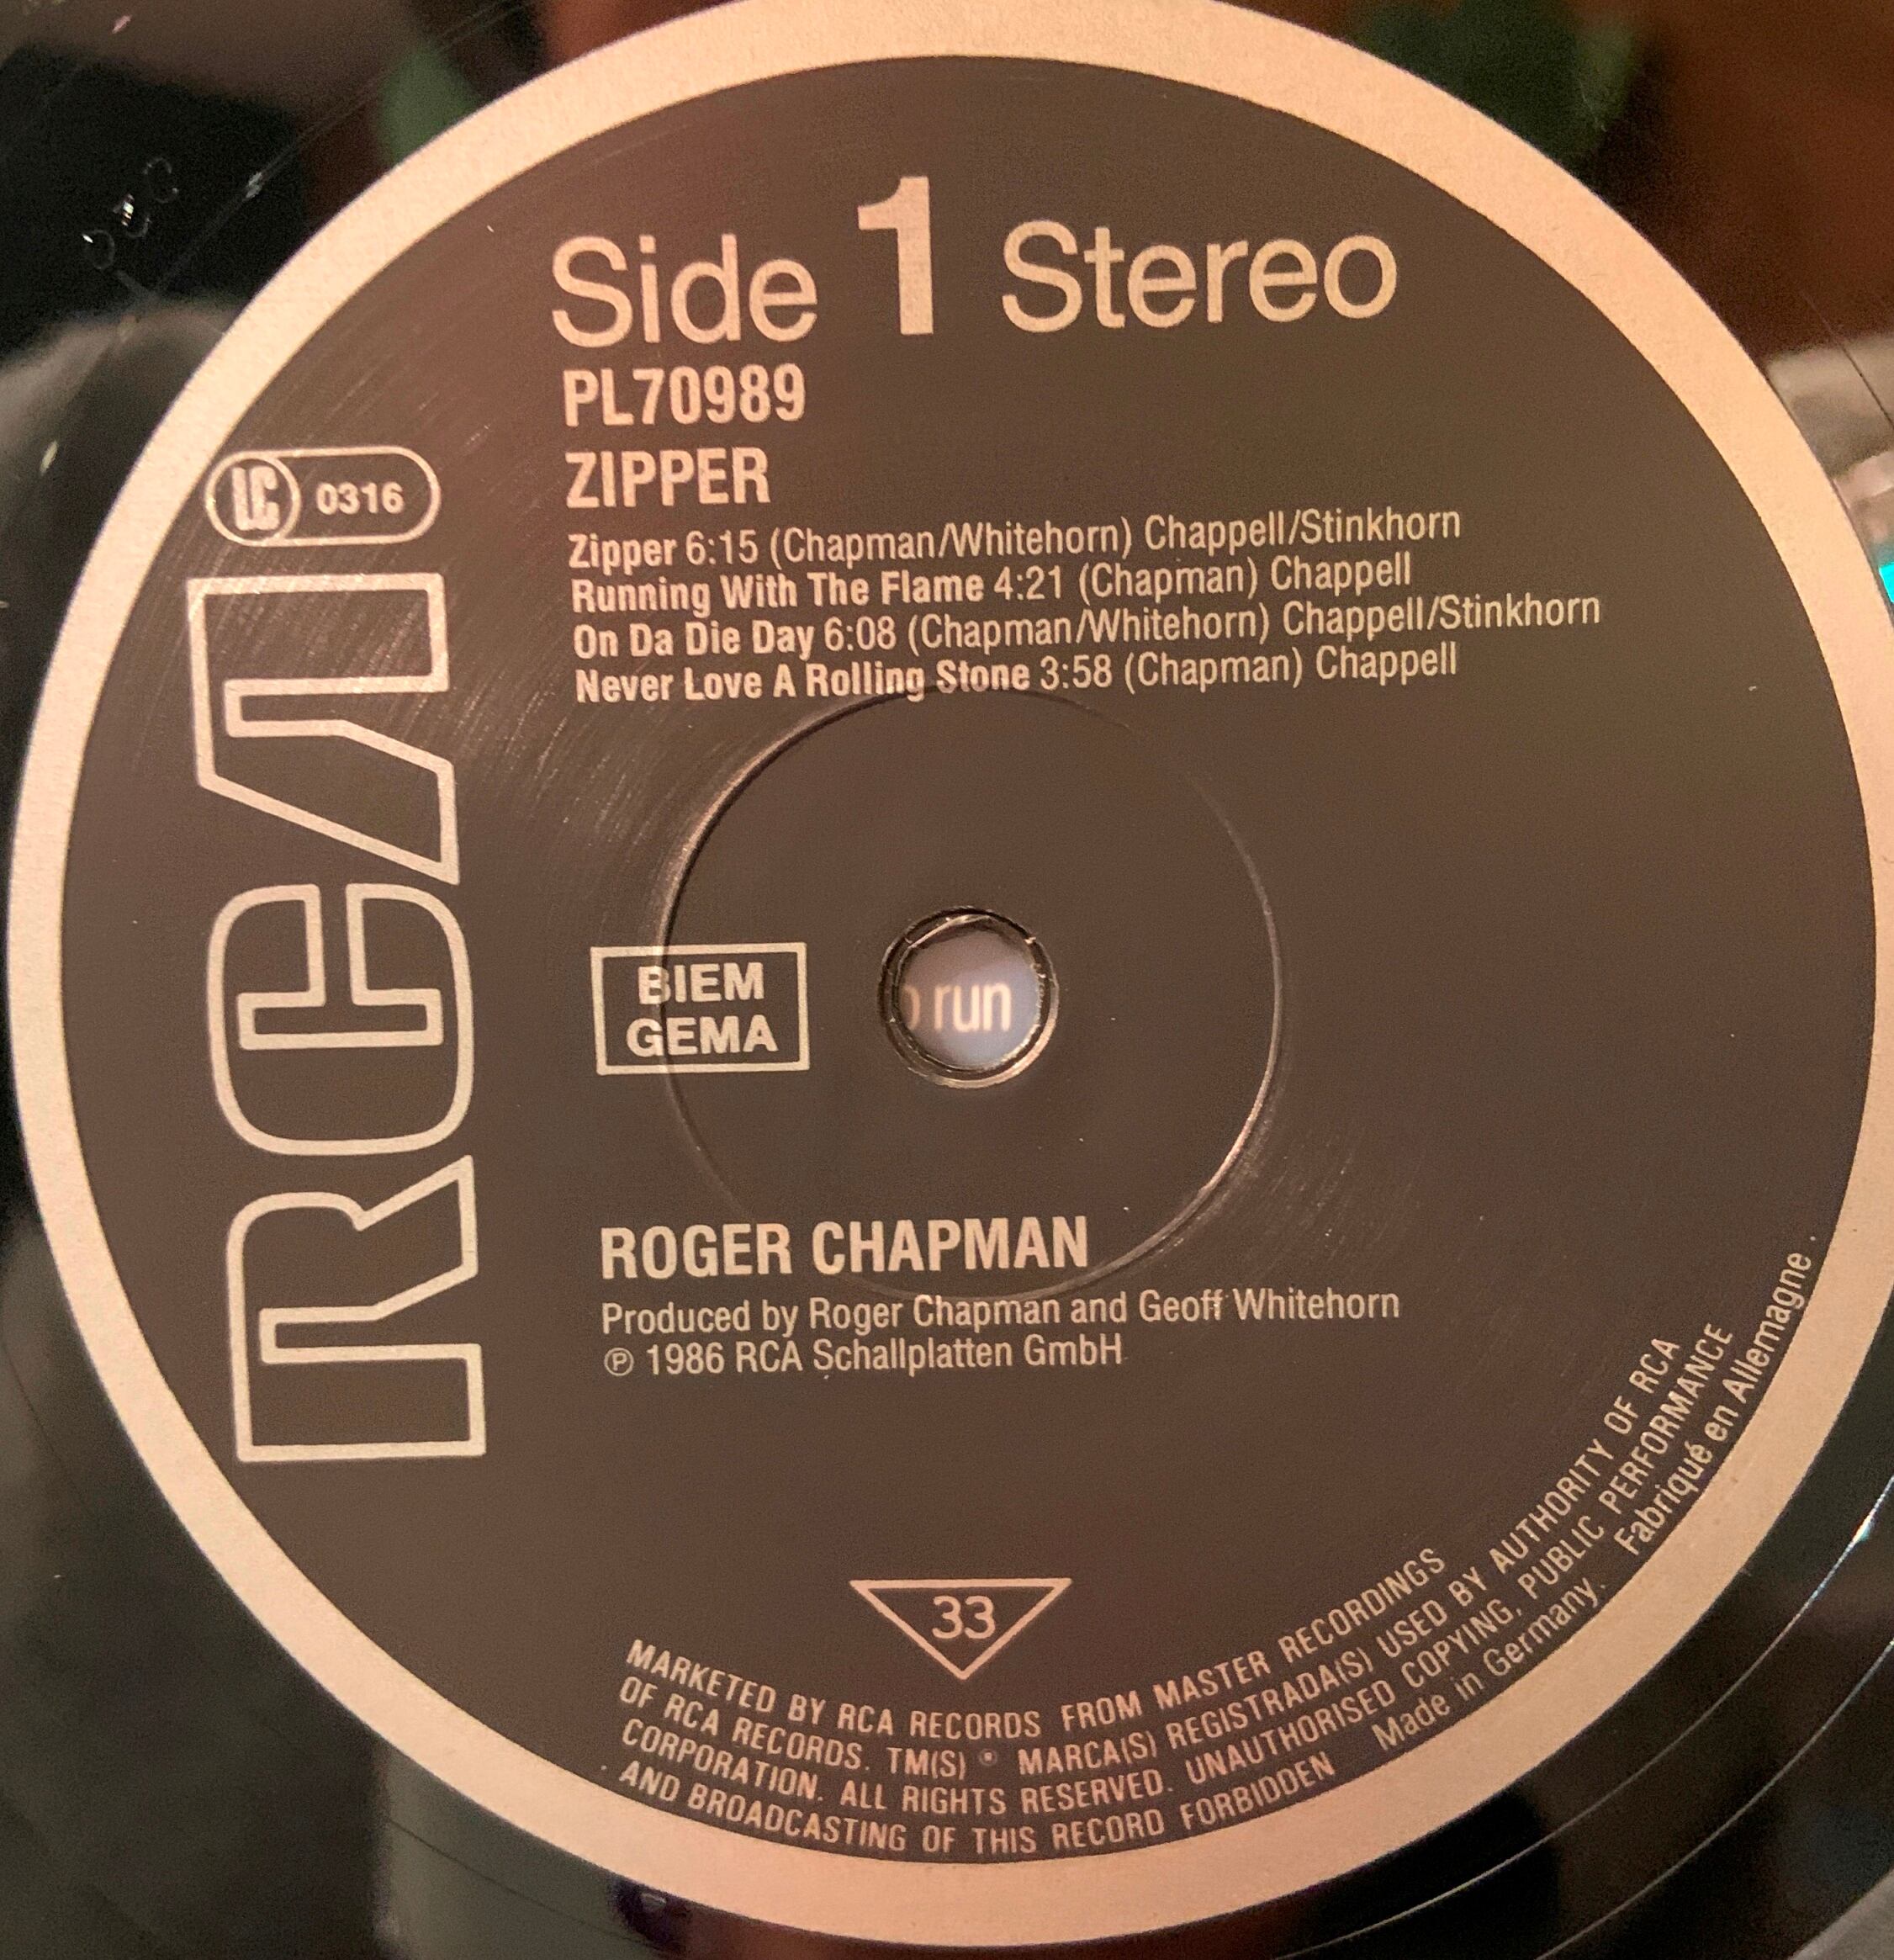 Side 1 Stereo
PL70989
ZIPPER
LC 0316
Zipper 6:15 (Chapman/Whitehorn) Chappell/Stinkhorn
Running With The Flame 4:21 (Chapman) Chappell
On Da Die Day 6:08 (Chapman/Whitehorn) Chappell/Stinkhorn
Never Love A Rolling Stone 3:58 (Chapman) Chappell
RCA
BIEM
GEMA
run
ROGER CHAPMAN
Produced by Roger Chapman and Geoff Whitehorn
℗ 1986 RCA Schallplatten GmbH
33
MARKETED BY RCA RECORDS FROM MASTER RECORDINGS
OF RCA RECORDS. TM(S) ® MARCA(S) REGISTRADA(S) USED BY AUTHORITY OF RCA
CORPORATION. ALL RIGHTS RESERVED. UNAUTHORISED COPYING, PUBLIC PERFORMANCE
· AND BROADCASTING OF THIS RECORD FORBIDDEN Made in Germany. Fabriqué en Allemagne ·